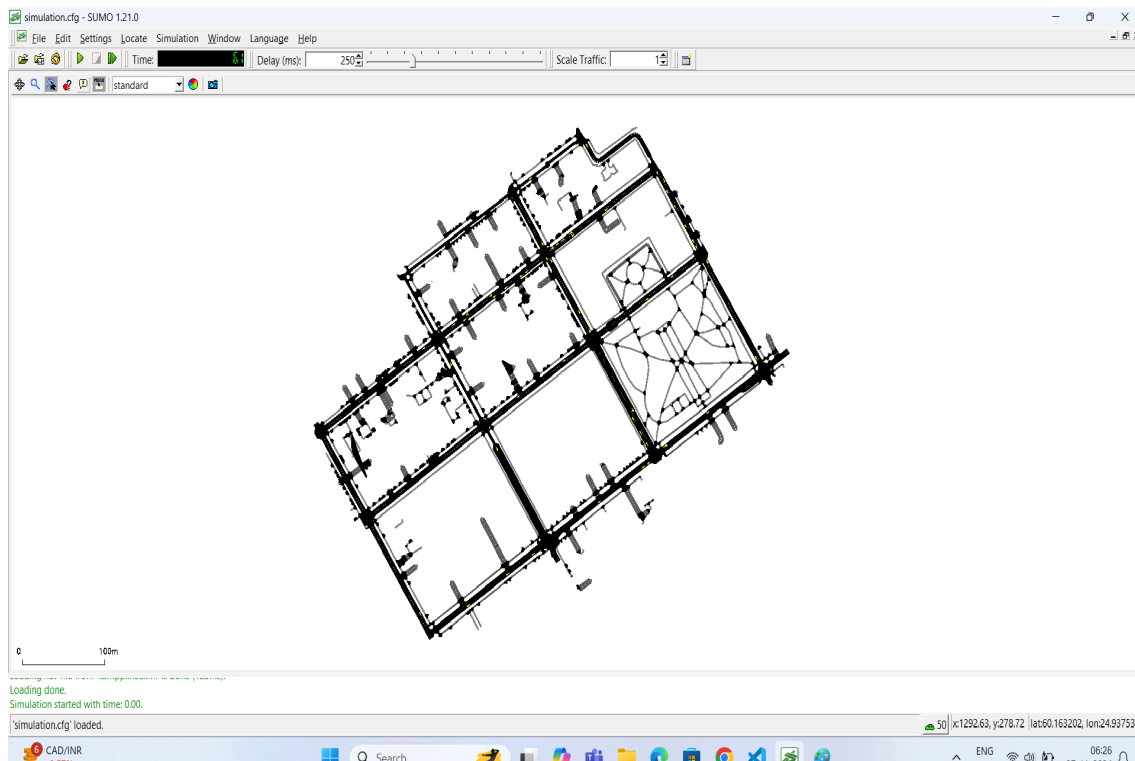 simulation.cfg - SUMO 1.21.0
File Edit Settings Locate Simulation Window Language Help
Time: 61 Delay (ms): 250 Scale Traffic: 1
standard
0 100m
Loading done.
Simulation started with time: 0.00.
'simulation.cfg' loaded.
50 x:1292.63, y:278.72 lat:60.163202, lon:24.93753
6 CAD/INR
Search
ENG
06:26